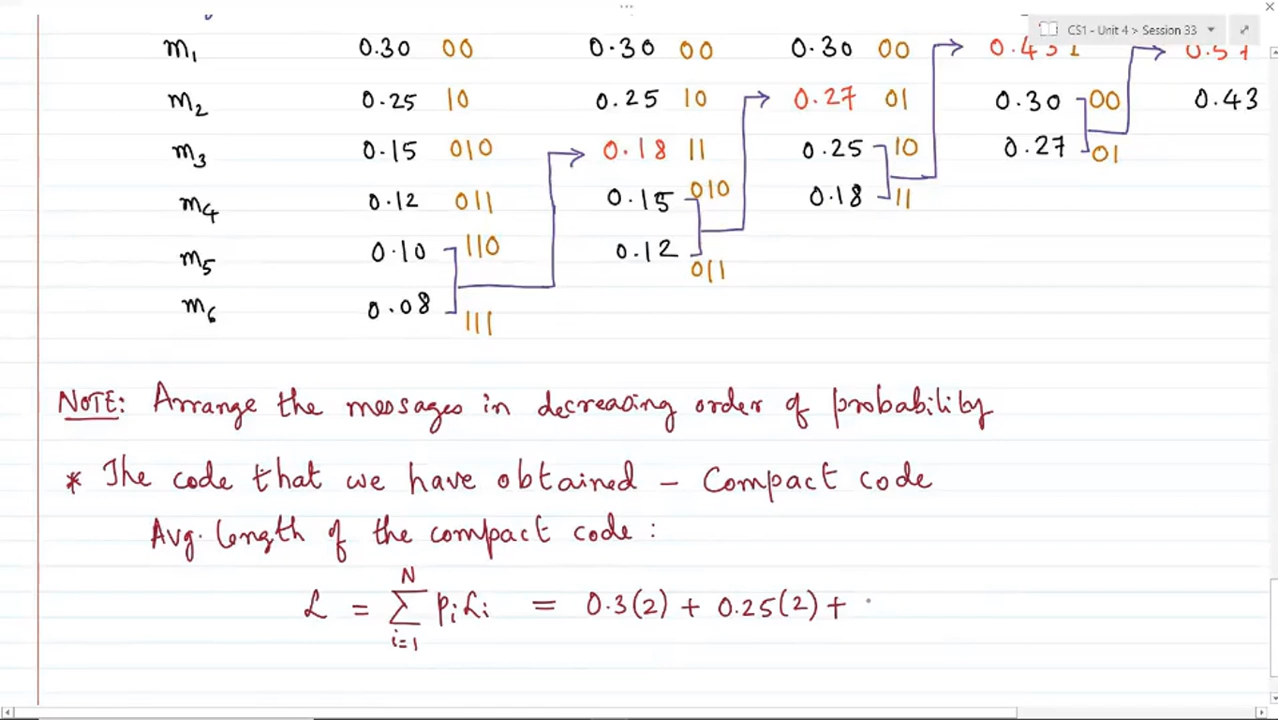 CS1 - Unit 4 > Session 33
m1 0.30 00 0.30 00 0.30 00 0.43 1 0.57
m2 0.25 10 0.25 10 0.27 01 0.30 00 0.43
m3 0.15 010 0.18 11 0.25 10 0.27 01
m4 0.12 011 0.15 010 0.18 11
m5 0.10 110 0.12 011
m6 0.08 111
NOTE: Arrange the messages in decreasing order of probability
* The code that we have obtained – Compact code
Avg. length of the compact code :
L = N∑i=1 PiLi = 0.3(2) + 0.25(2) +